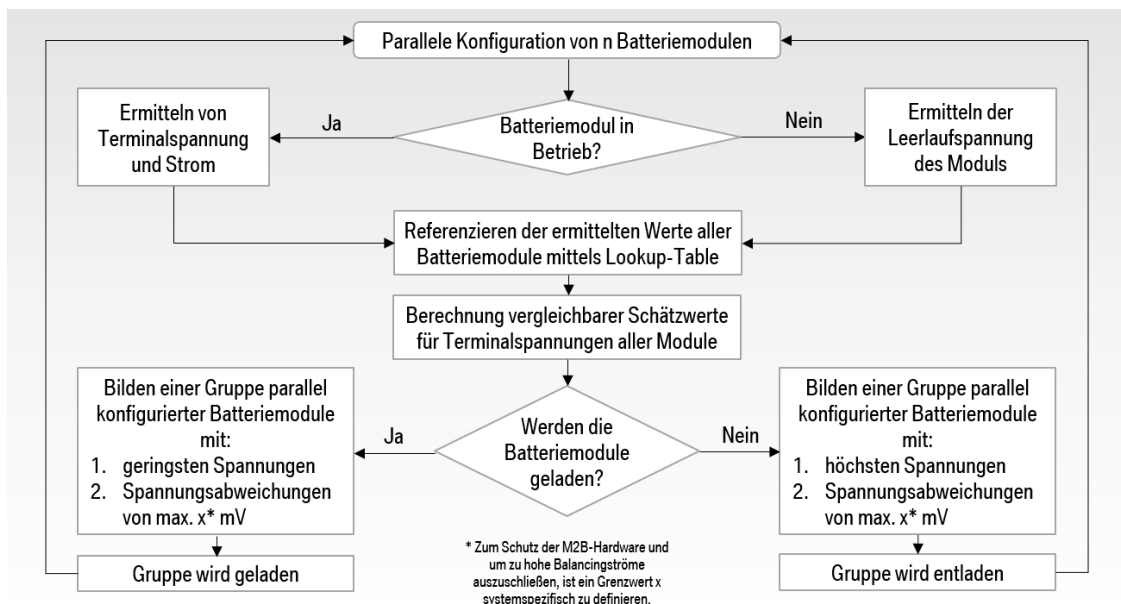 Parallele Konfiguration von n Batteriemodulen
Ermitteln von
Terminalspannung
und Strom
Ja
Batteriemodul in
Betrieb?
Nein
Ermitteln der
Leerlaufspannung
des Moduls
Referenzieren der ermittelten Werte aller
Batteriemodule mittels Lookup-Table
Berechnung vergleichbarer Schätzwerte
für Terminalspannungen aller Module
Bilden einer Gruppe parallel
konfigurierter Batteriemodule
mit:
1. geringsten Spannungen
2. Spannungsabweichungen
von max. x* mV
Ja
Werden die
Batteriemodule
geladen?
Nein
Bilden einer Gruppe parallel
konfigurierter Batteriemodule
mit:
1. höchsten Spannungen
2. Spannungsabweichungen
von max. x* mV
Gruppe wird geladen
* Zum Schutz der M2B-Hardware und
um zu hohe Balancingströme
auszuschließen, ist ein Grenzwert x
systemspezifisch zu definieren.
Gruppe wird entladen